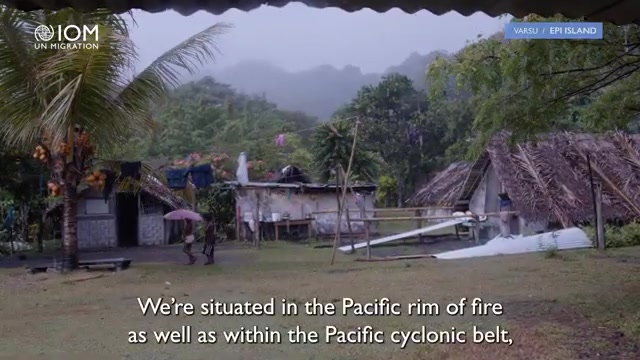 IOM
UN MIGRATION
VARSU / EPI ISLAND
We're situated in the Pacific rim of fire
as well as within the Pacific cyclonic belt,